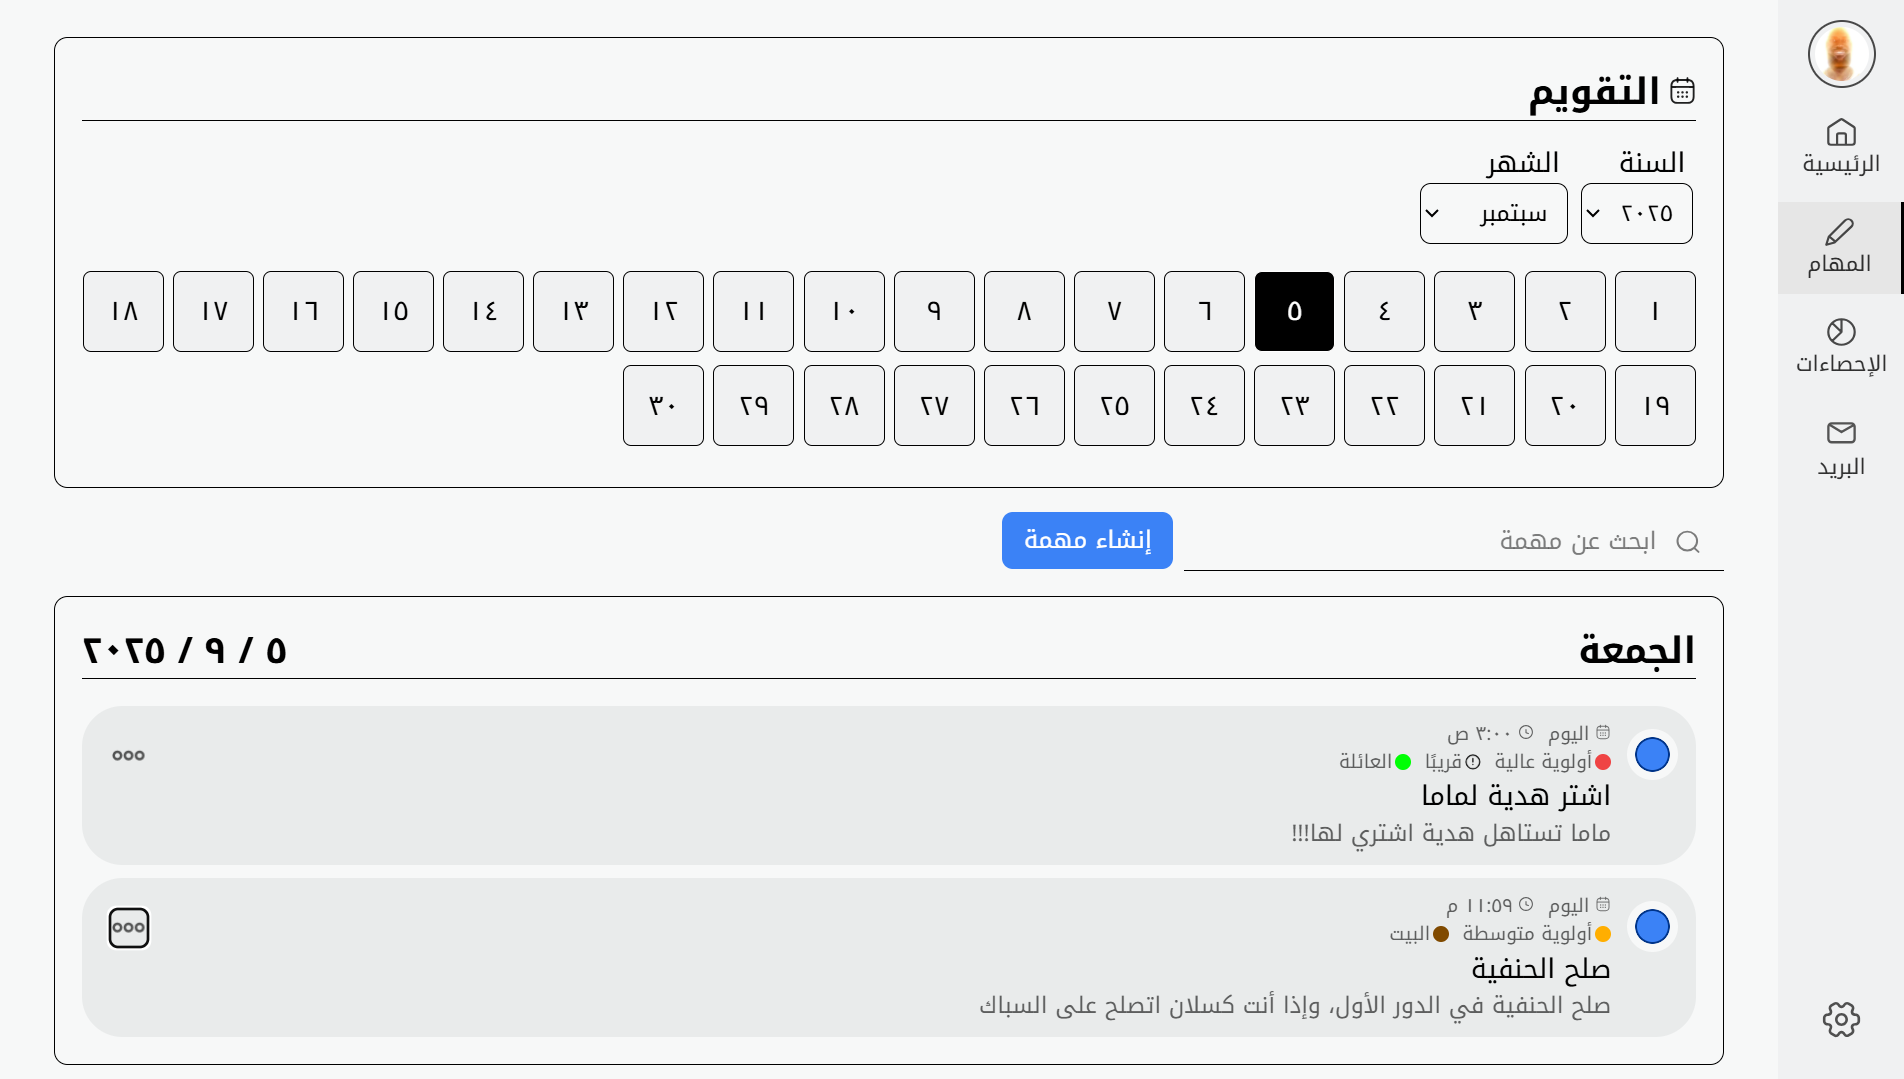 الرئيسية
المهام
الإحصاءات
البريد
التقويم
السنة
الشهر
٢٠٢٥
سبتمبر
١ ٢ ٣ ٤ ٥ ٦ ٧ ٨ ٩ ١٠ ١١ ١٢ ١٣ ١٤ ١٥ ١٦ ١٧ ١٨
١٩ ٢٠ ٢١ ٢٢ ٢٣ ٢٤ ٢٥ ٢٦ ٢٧ ٢٨ ٢٩ ٣٠
ابحث عن مهمة
إنشاء مهمة
الجمعة
٥ / ٩ / ٢٠٢٥
اليوم ٣:٠٠ ص
أولوية عالية قريبًا العائلة
اشتر هدية لماما
ماما تستاهل هدية اشتري لها!!!
اليوم ١١:٥٩ م
أولوية متوسطة البيت
صلح الحنفية
صلح الحنفية في الدور الأول، وإذا أنت كسلان اتصلح على السباك